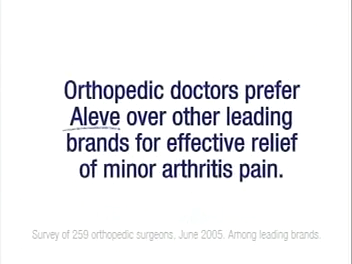 Orthopedic doctors prefer
Aleve over other leading
brands for effective relief
of minor arthritis pain.
Survey of 259 orthopedic surgeons. June 2005. Among leading brands.